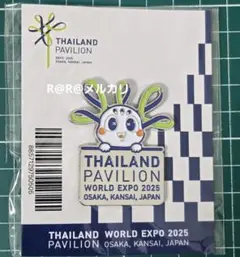 THAILAND
PAVILION
EXPO 2025
OSAKA, KANSAI, JAPAN
R@R@メルカリ
THAILAND
PAVILION
WORLD EXPO 2025
OSAKA, KANSAI, JAPAN
THAILAND WORLD EXPO 2025
PAVILION OSAKA, KANSAI, JAPAN